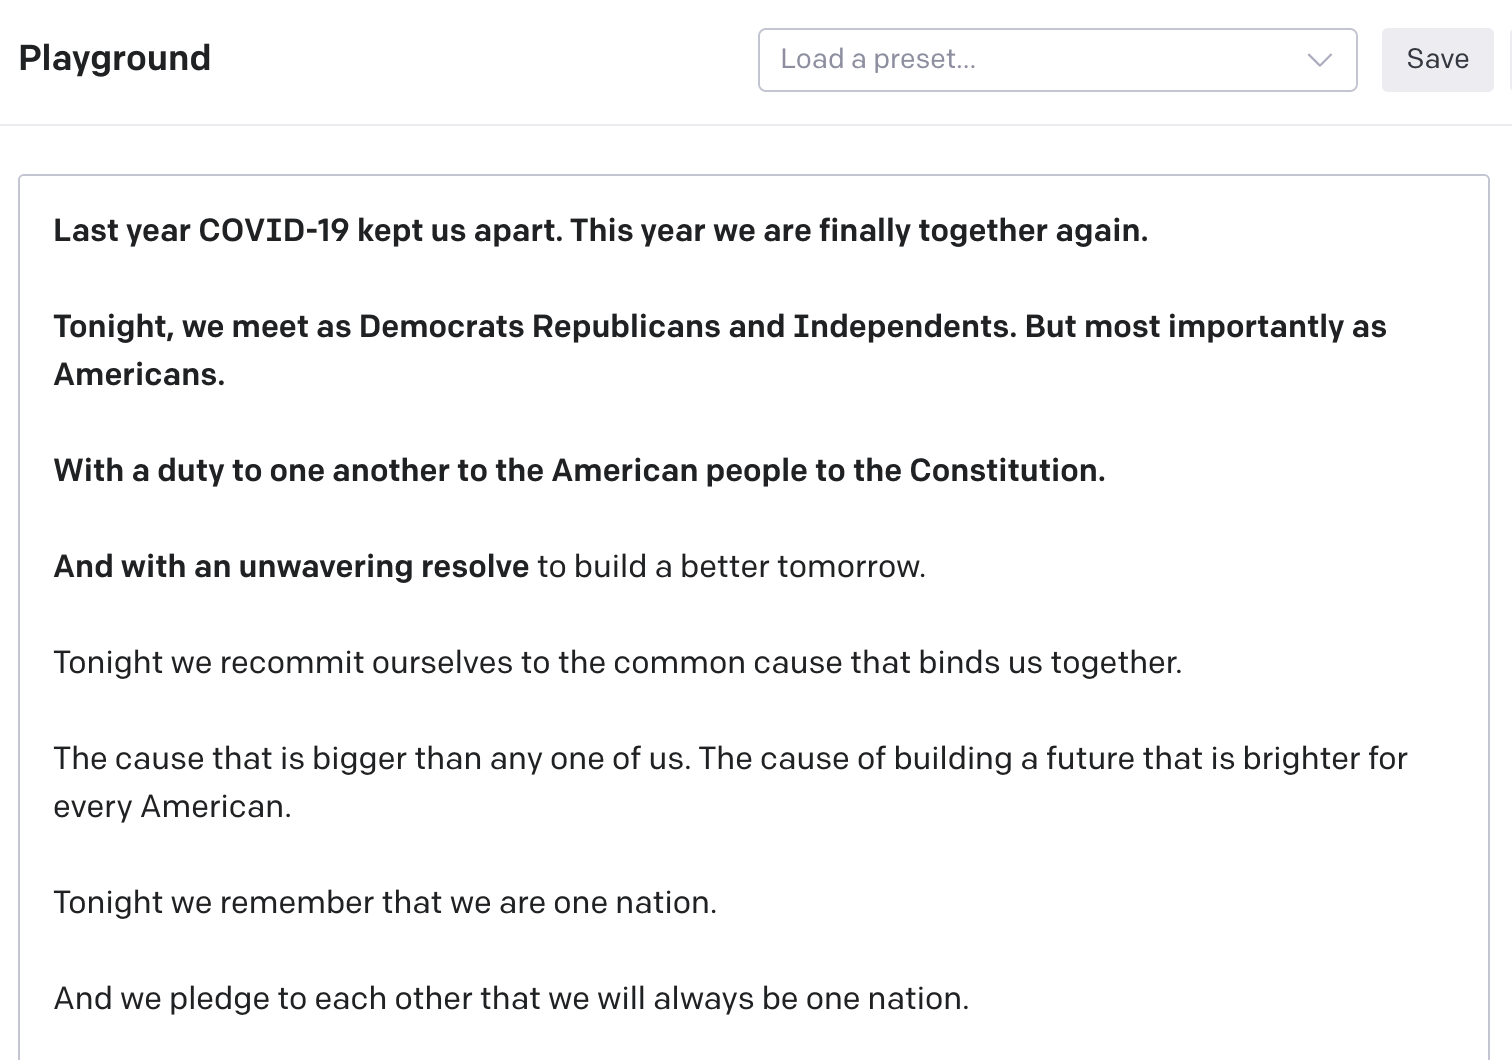 Playground
Load a preset...
Save
Last year COVID-19 kept us apart. This year we are finally together again.
Tonight, we meet as Democrats Republicans and Independents. But most importantly as
Americans.
With a duty to one another to the American people to the Constitution.
And with an unwavering resolve to build a better tomorrow.
Tonight we recommit ourselves to the common cause that binds us together.
The cause that is bigger than any one of us. The cause of building a future that is brighter for
every American.
Tonight we remember that we are one nation.
And we pledge to each other that we will always be one nation.